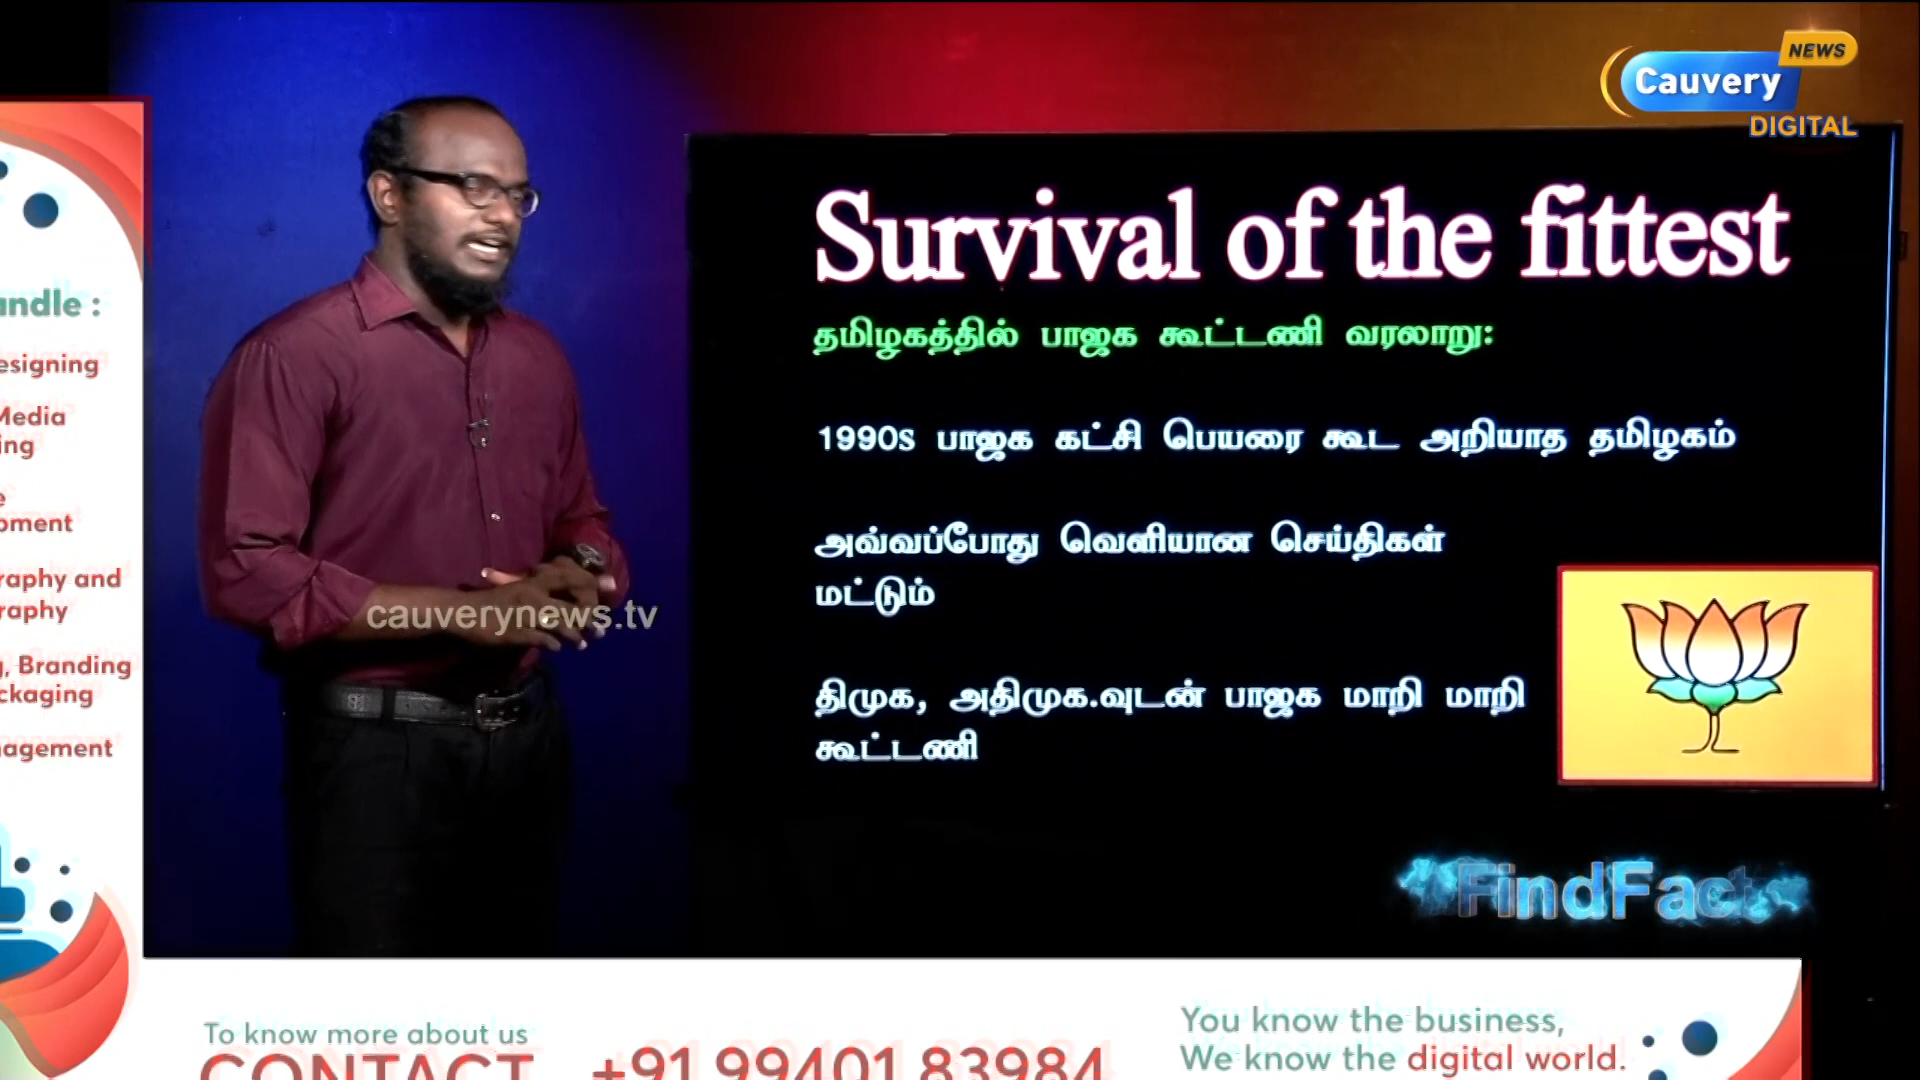 NEWS
Cauvery
DIGITAL
Survival of the fittest
தமிழகத்தில் பாஜக கூட்டணி வரலாறு:
1990s பாஜக கட்சி பெயரை கூட அறியாத தமிழகம்
அவ்வப்போது வெளியான செய்திகள்
மட்டும்
திமுக, அதிமுக.வுடன் பாஜக மாறி மாறி
கூட்டணி
cauverynews.tv
FindFact
andle :
esigning
Media
ing
e
pment
raphy and
raphy
, Branding
ckaging
agement
To know more about us
CONTACT
+91 99401 83984
You know the business,
We know the digital world.